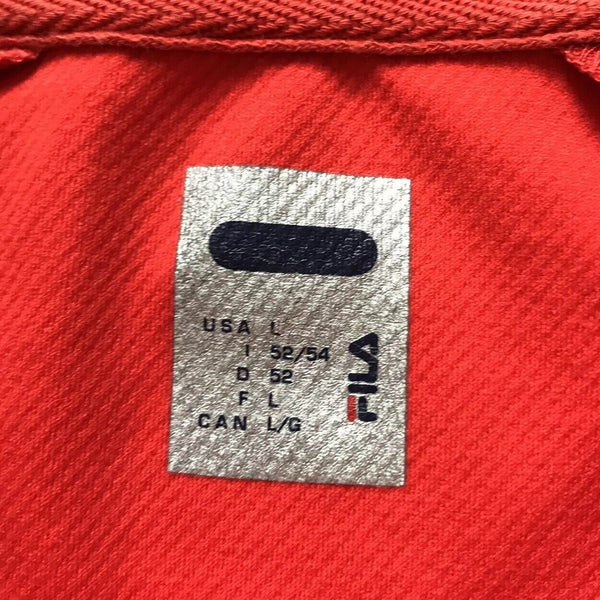 USA L
I 52/54
D 52
F L
CAN L/G
FILA